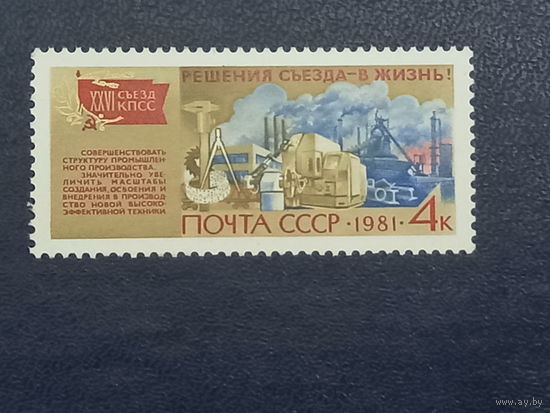 XXVI СЪЕЗД
КПСС
РЕШЕНИЯ СЪЕЗДА-В ЖИЗНЬ!
СОВЕРШЕНСТВОВАТЬ
СТРУКТУРУ ПРОМЫШЛЕН-
НОГО ПРОИЗВОДСТВА.
ЗНАЧИТЕЛЬНО УВЕ-
ЛИЧИТЬ МАСШТАБЫ
СОЗДАНИЯ, ОСВОЕНИЯ И
ВНЕДРЕНИЯ В ПРОИЗВОД-
СТВО НОВОЙ ВЫСОКО-
ЭФФЕКТИВНОЙ ТЕХНИКИ
ПОЧТА СССР·1981·4к
www.ay.by